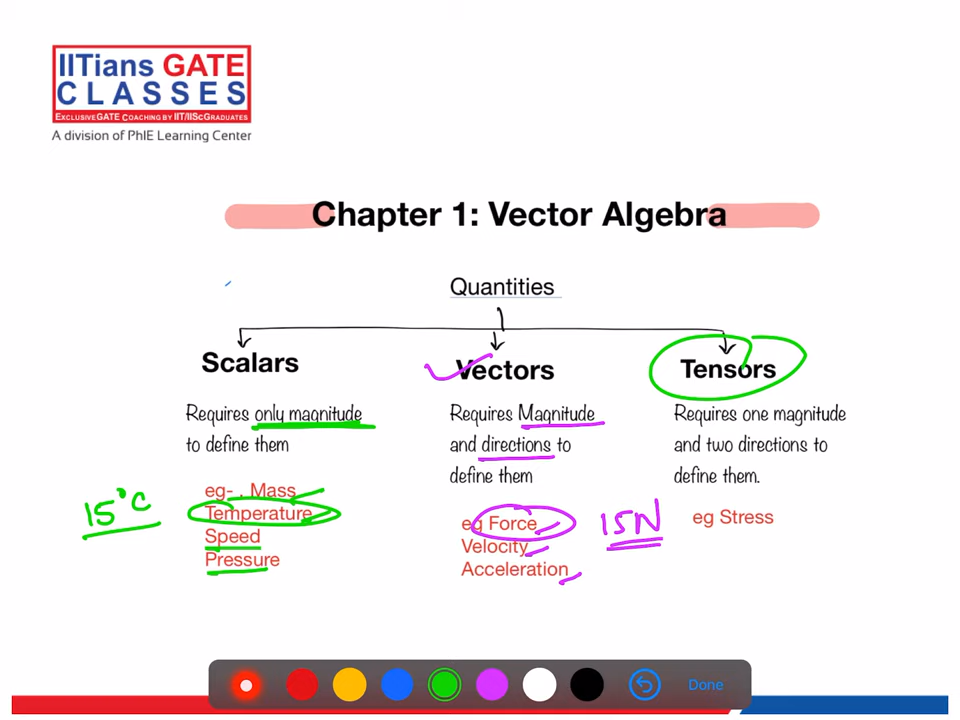 IITians GATE
CLASSES
EXCLUSIVE GATE COACHING BY IIT/IISc GRADUATES
A division of PhIE Learning Center
Chapter 1: Vector Algebra
Quantities
Scalars
Requires only magnitude
to define them
eg- , Mass
Temperature
Speed
Pressure
15°C
Vectors
Requires Magnitude
and directions to
define them
eg Force
Velocity
Acceleration
15N
Tensors
Requires one magnitude
and two directions to
define them.
eg Stress
Done